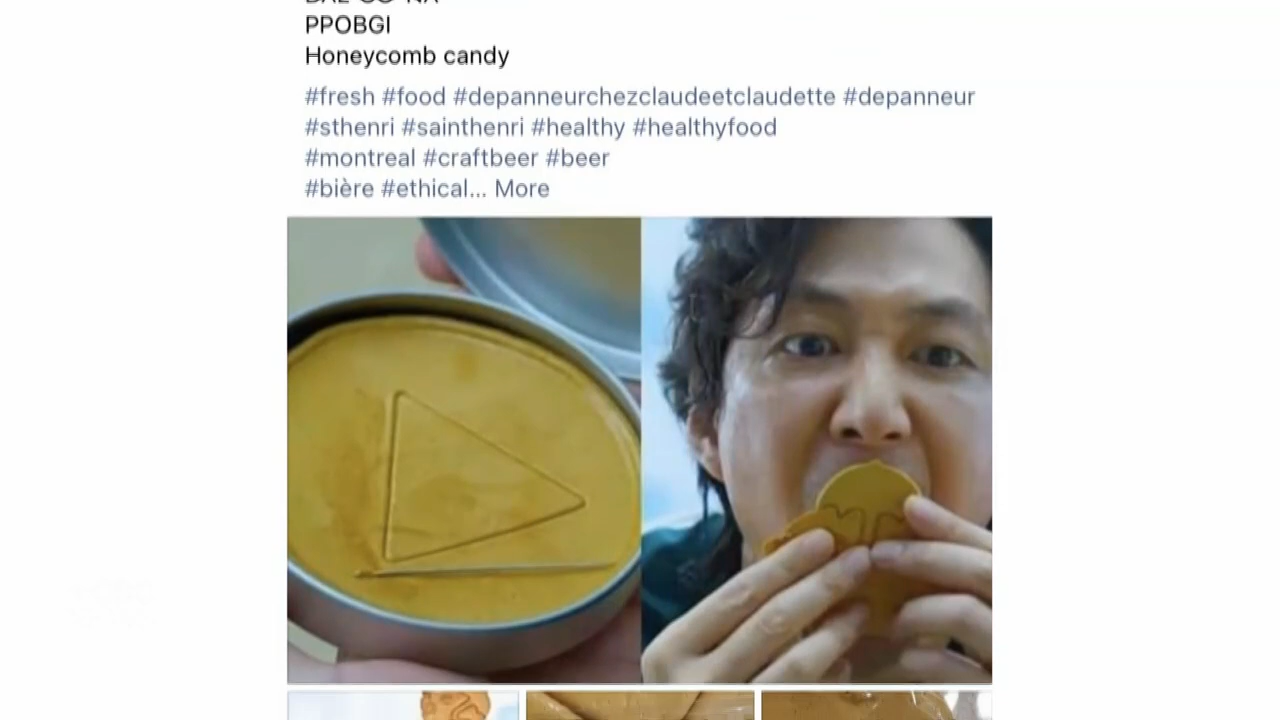 PPOBGI
Honeycomb candy
#fresh #food #depanneurchezclaudeetclaudette #depanneur
#sthenri #sainthenri #healthy #healthyfood
#montreal #craftbeer #beer
#bière #ethical... More